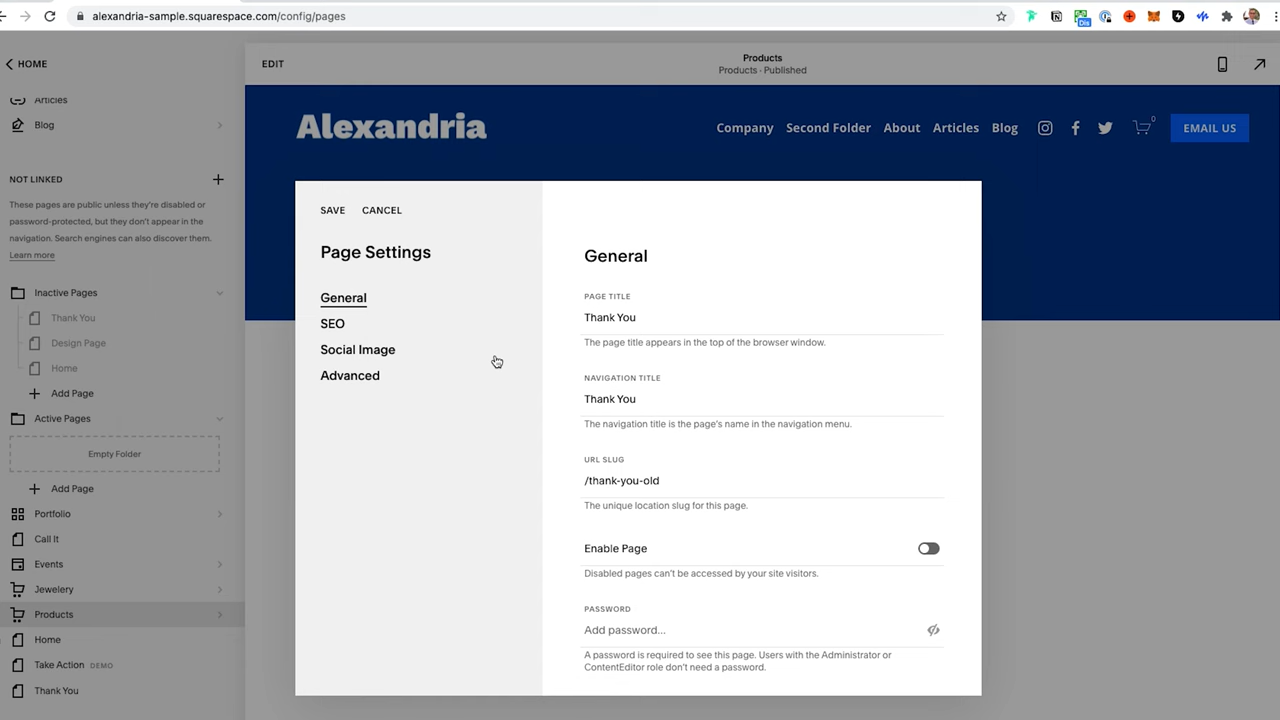 alexandria-sample.squarespace.com/config/pages
Dis
HOME
Articles
Blog
NOT LINKED
These pages are public unless they're disabled or
password-protected, but they don't appear in the
navigation. Search engines can also discover them.
Learn more
Inactive Pages
Thank You
Design Page
Home
Add Page
Active Pages
Empty Folder
Add Page
Portfolio
Call It
Events
Jewelery
Products
Home
Take Action DEMO
Thank You
EDIT
Products
Products · Published
Alexandria
Company Second Folder About Articles Blog 0 EMAIL US
SAVE CANCEL
Page Settings
General
SEO
Social Image
Advanced
General
PAGE TITLE
Thank You
The page title appears in the top of the browser window.
NAVIGATION TITLE
Thank You
The navigation title is the page's name in the navigation menu.
URL SLUG
/thank-you-old
The unique location slug for this page.
Enable Page
Disabled pages can't be accessed by your site visitors.
PASSWORD
Add password...
A password is required to see this page. Users with the Administrator or
ContentEditor role don't need a password.